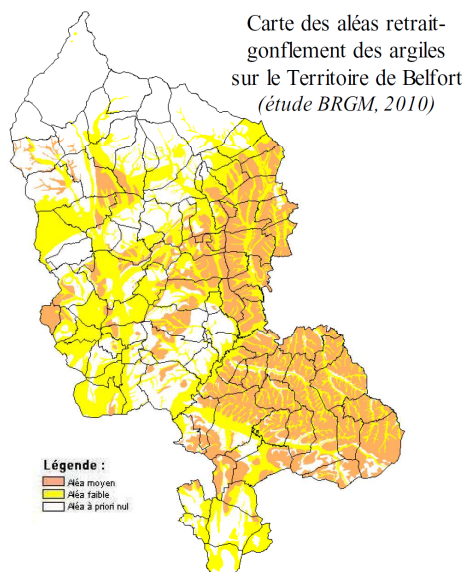 Carte des aléas retrait-
gonflement des argiles
sur le Territoire de Belfort
(étude BRGM, 2010)
Légende :
Aléa moyen
Aléa faible
Aléa à priori nul